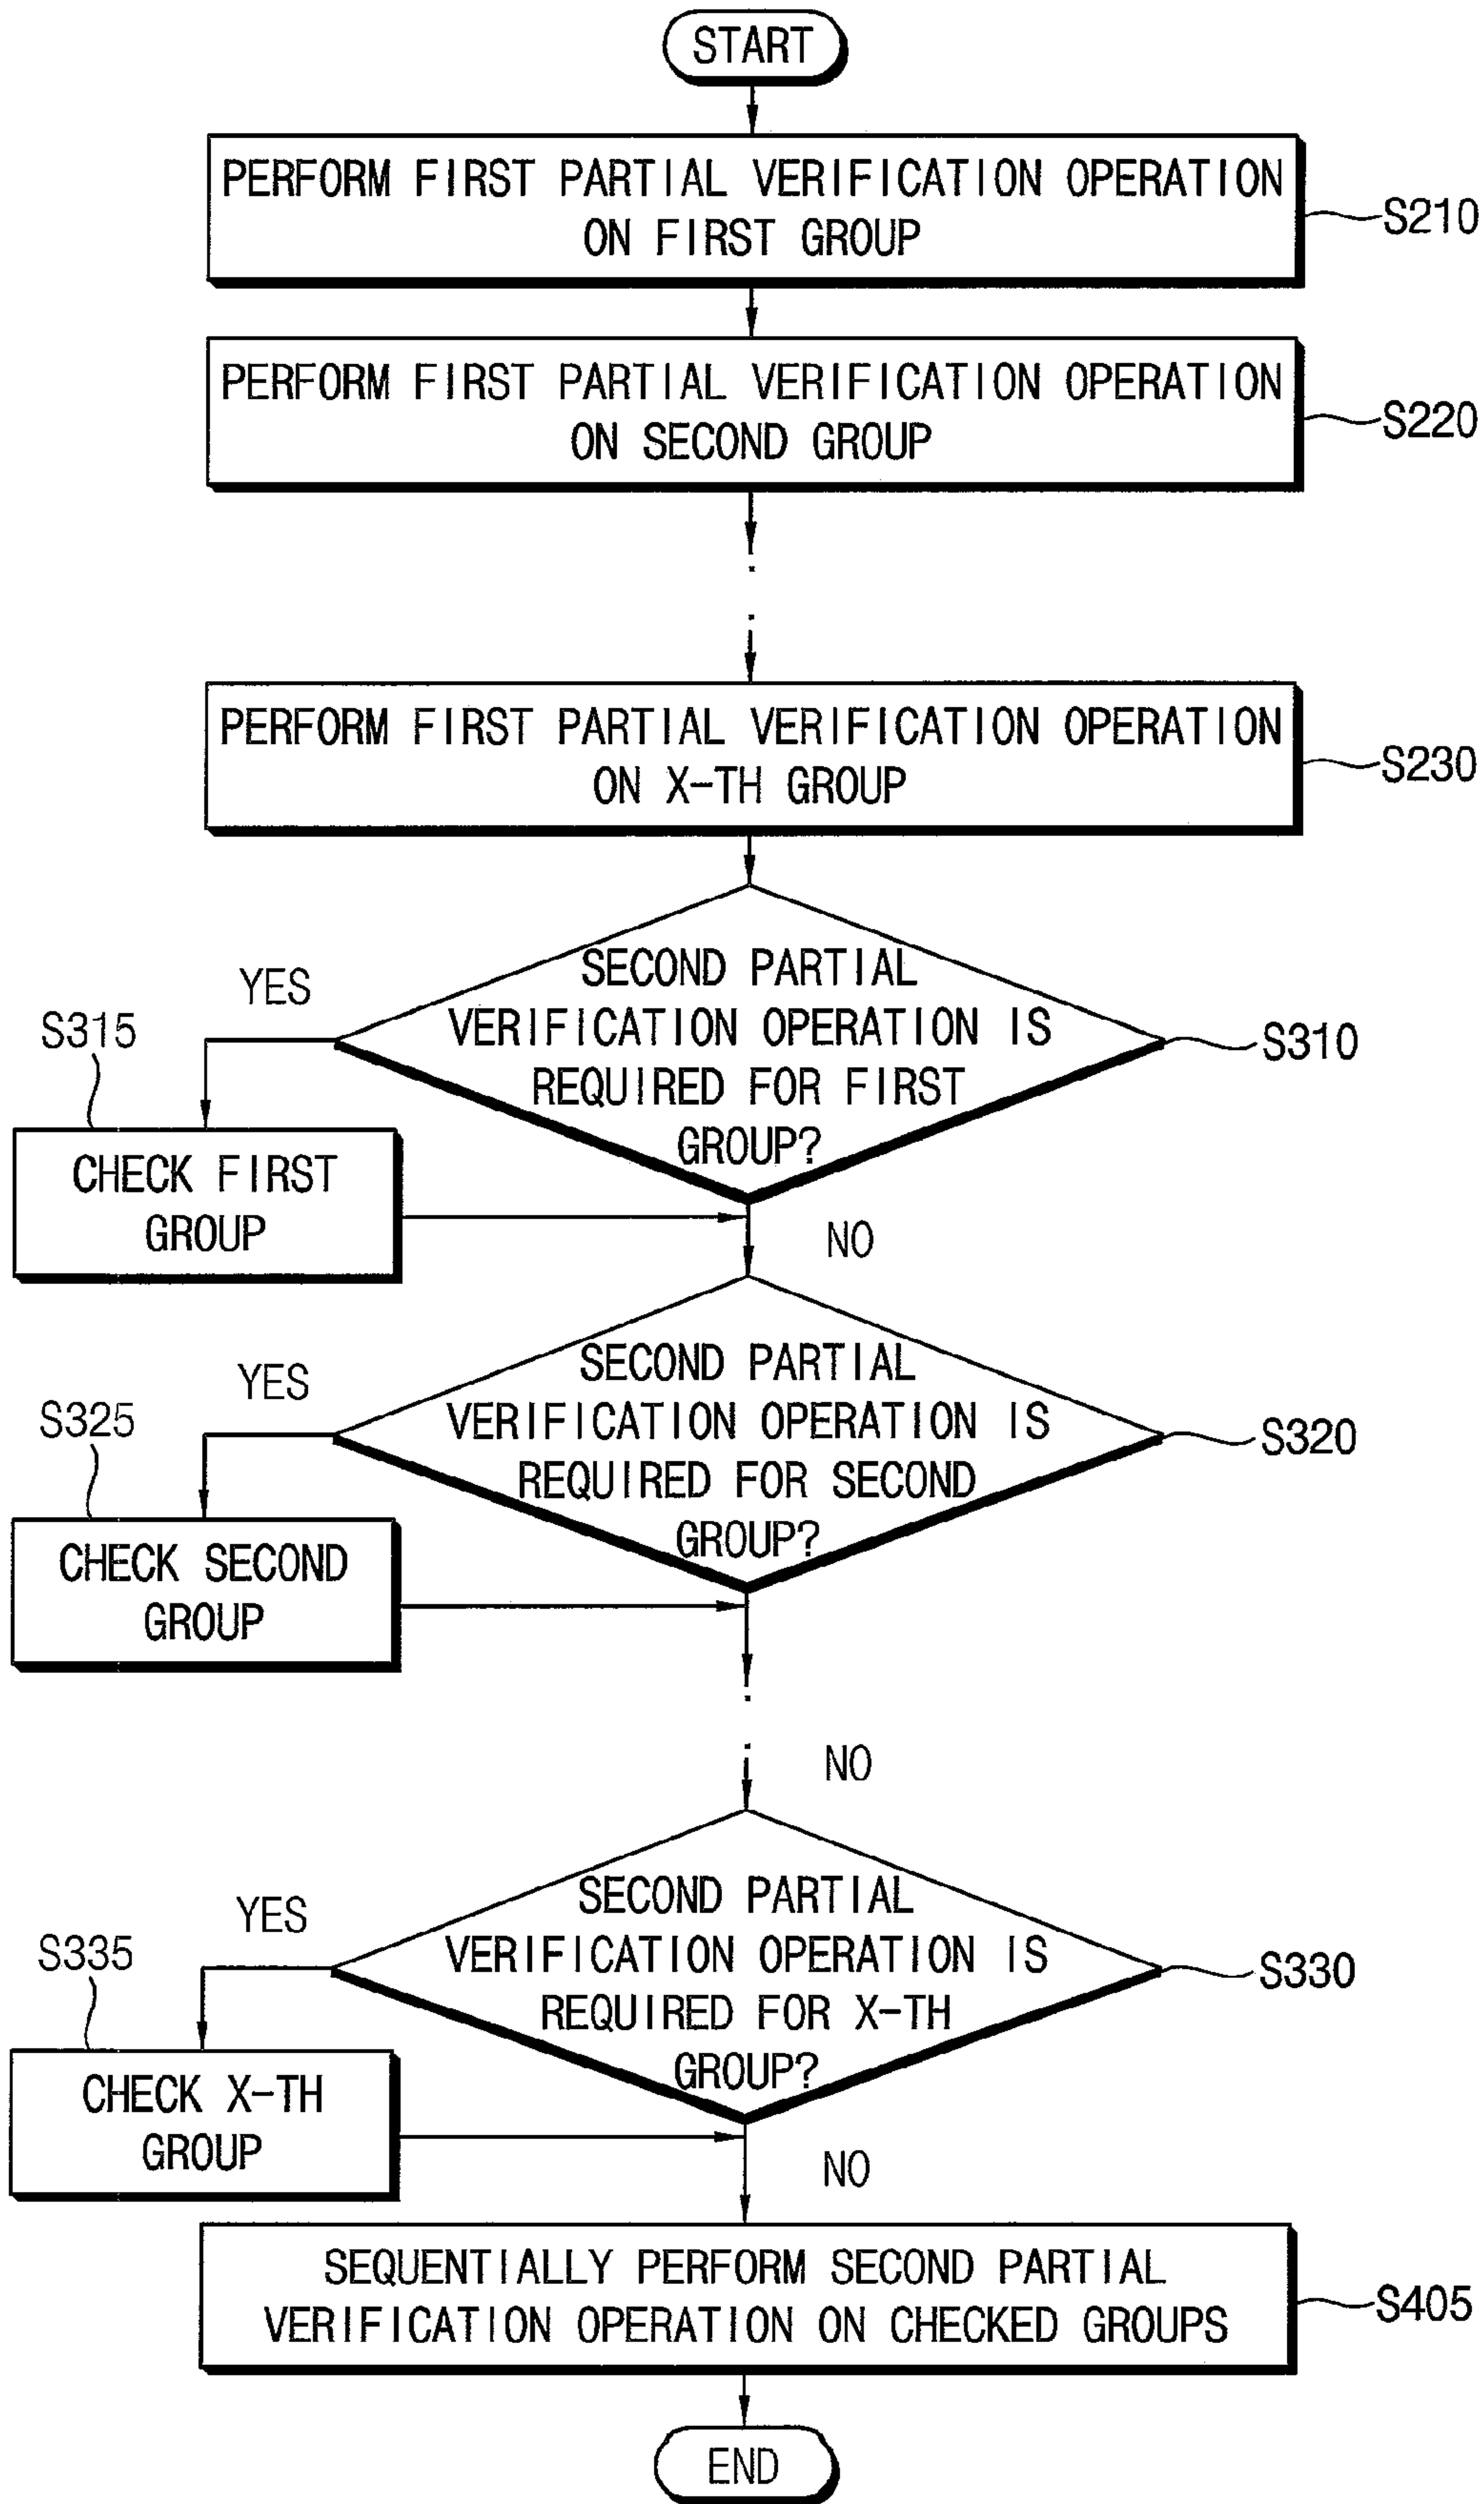 START
PERFORM FIRST PARTIAL VERIFICATION OPERATION
ON FIRST GROUP
S210
PERFORM FIRST PARTIAL VERIFICATION OPERATION
ON SECOND GROUP
S220
PERFORM FIRST PARTIAL VERIFICATION OPERATION
ON X-TH GROUP
S230
SECOND PARTIAL
VERIFICATION OPERATION IS
REQUIRED FOR FIRST
GROUP?
S310
YES
S315
CHECK FIRST
GROUP
NO
SECOND PARTIAL
VERIFICATION OPERATION IS
REQUIRED FOR SECOND
GROUP?
S320
YES
S325
CHECK SECOND
GROUP
NO
SECOND PARTIAL
VERIFICATION OPERATION IS
REQUIRED FOR X-TH
GROUP?
S330
YES
S335
CHECK X-TH
GROUP
NO
SEQUENTIALLY PERFORM SECOND PARTIAL
VERIFICATION OPERATION ON CHECKED GROUPS
S405
END